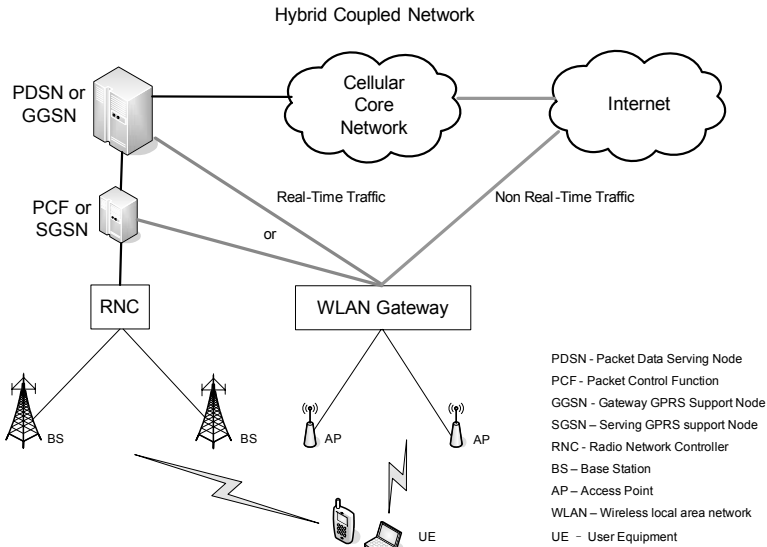 Hybrid Coupled Network
PDSN or
GGSN
Cellular
Core
Network
Internet
Real-Time Traffic
Non Real-Time Traffic
PCF or
SGSN
or
RNC
WLAN Gateway
BS
BS
AP
AP
UE
PDSN - Packet Data Serving Node
PCF - Packet Control Function
GGSN - Gateway GPRS Support Node
SGSN – Serving GPRS support Node
RNC - Radio Network Controller
BS – Base Station
AP – Access Point
WLAN – Wireless local area network
UE - User Equipment